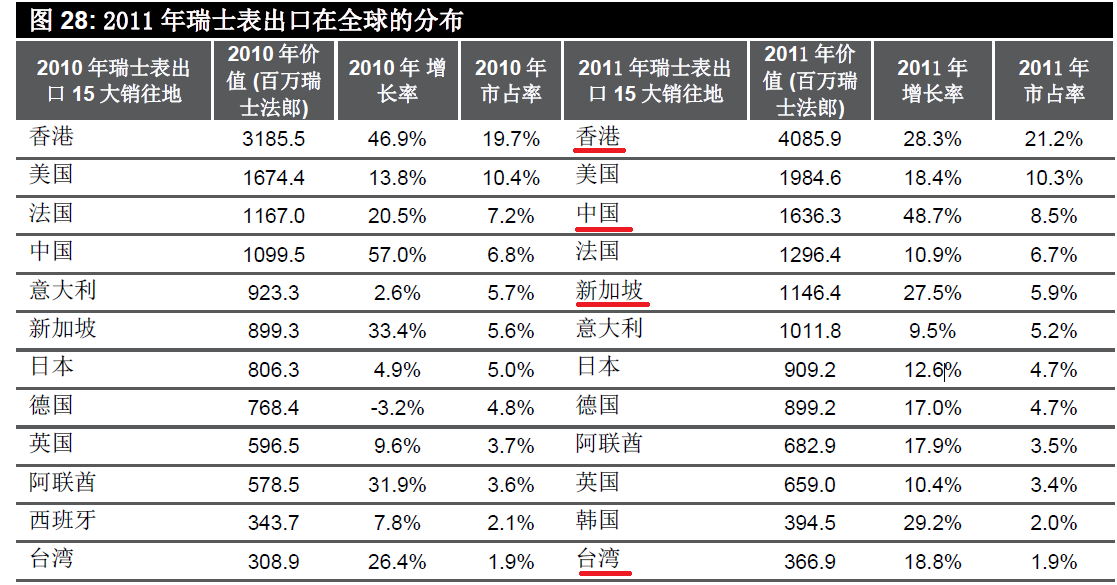 图 28: 2011 年瑞士表出口在全球的分布
2010 年瑞士表出口 15 大销往地 2010 年价值 (百万瑞士法郎) 2010 年 增长率 2010 年市占率 2011 年瑞士表出口 15 大销往地 2011 年价值 (百万瑞士法郎) 2011 年增长率 2011 年市占率
香港 3185.5 46.9% 19.7% 香港 4085.9 28.3% 21.2%
美国 1674.4 13.8% 10.4% 美国 1984.6 18.4% 10.3%
法国 1167.0 20.5% 7.2% 中国 1636.3 48.7% 8.5%
中国 1099.5 57.0% 6.8% 法国 1296.4 10.9% 6.7%
意大利 923.3 2.6% 5.7% 新加坡 1146.4 27.5% 5.9%
新加坡 899.3 33.4% 5.6% 意大利 1011.8 9.5% 5.2%
日本 806.3 4.9% 5.0% 日本 909.2 12.6% 4.7%
德国 768.4 -3.2% 4.8% 德国 899.2 17.0% 4.7%
英国 596.5 9.6% 3.7% 阿联酋 682.9 17.9% 3.5%
阿联酋 578.5 31.9% 3.6% 英国 659.0 10.4% 3.4%
西班牙 343.7 7.8% 2.1% 韩国 394.5 29.2% 2.0%
台湾 308.9 26.4% 1.9% 台湾 366.9 18.8% 1.9%